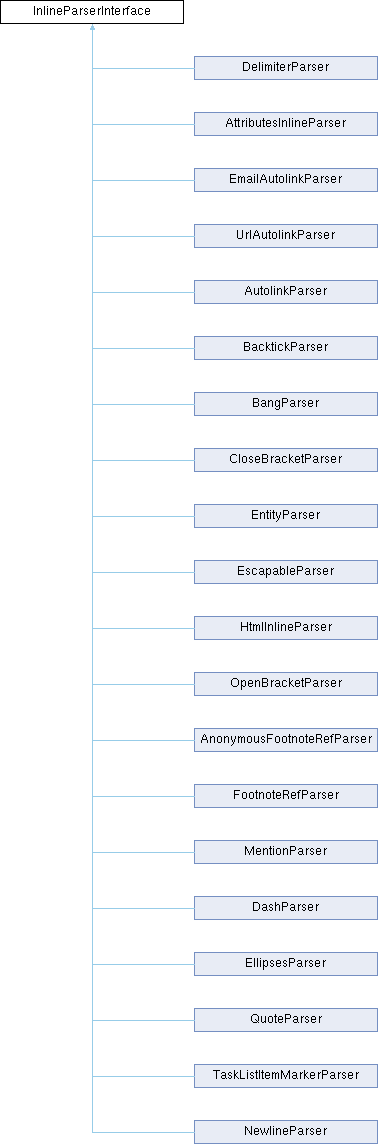 InlineParserInterface
DelimiterParser
AttributesInlineParser
EmailAutolinkParser
UrlAutolinkParser
AutolinkParser
BacktickParser
BangParser
CloseBracketParser
EntityParser
EscapableParser
HtmlInlineParser
OpenBracketParser
AnonymousFootnoteRefParser
FootnoteRefParser
MentionParser
DashParser
EllipsesParser
QuoteParser
TaskListItemMarkerParser
NewlineParser